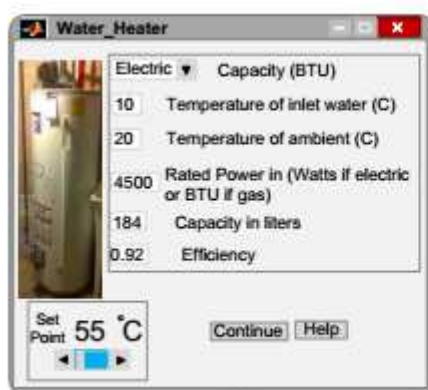 Water_Heater
Electric Capacity (BTU)
10 Temperature of inlet water (C)
20 Temperature of ambient (C)
4500 Rated Power in (Watts if electric
or BTU if gas)
184 Capacity in liters
0.92 Efficiency
Set
Point 55 °C
Continue Help